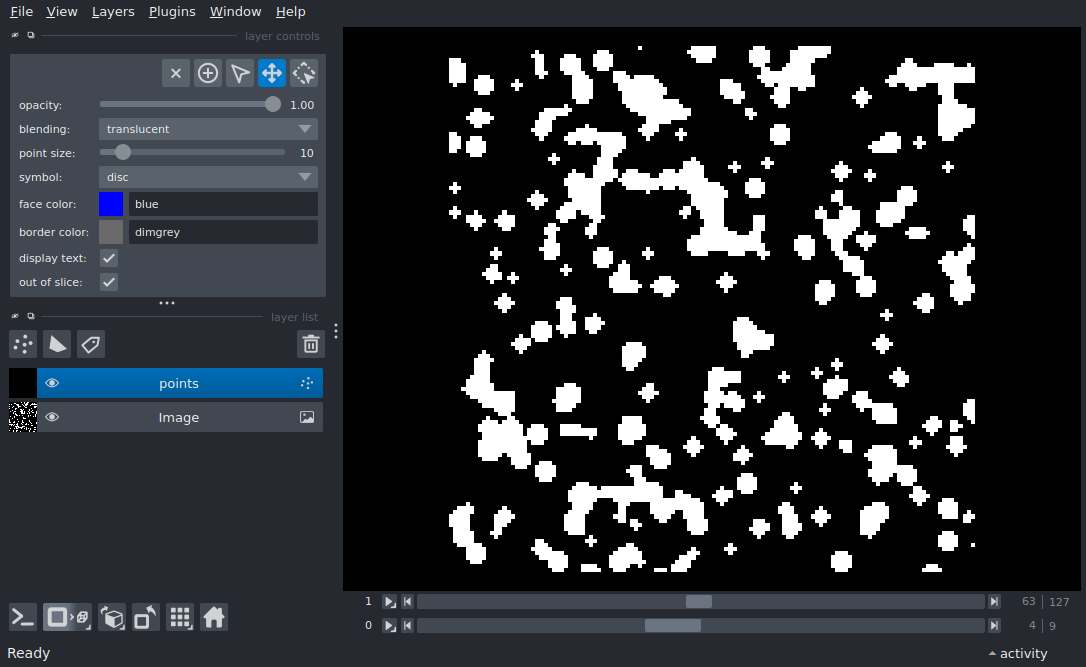 File View Layers Plugins Window Help
layer controls
opacity: 1.00
blending: translucent
point size: 10
symbol: disc
face color: blue
border color: dimgrey
display text:
out of slice:
layer list
points
Image
1 63 127
0 4 9
Ready activity